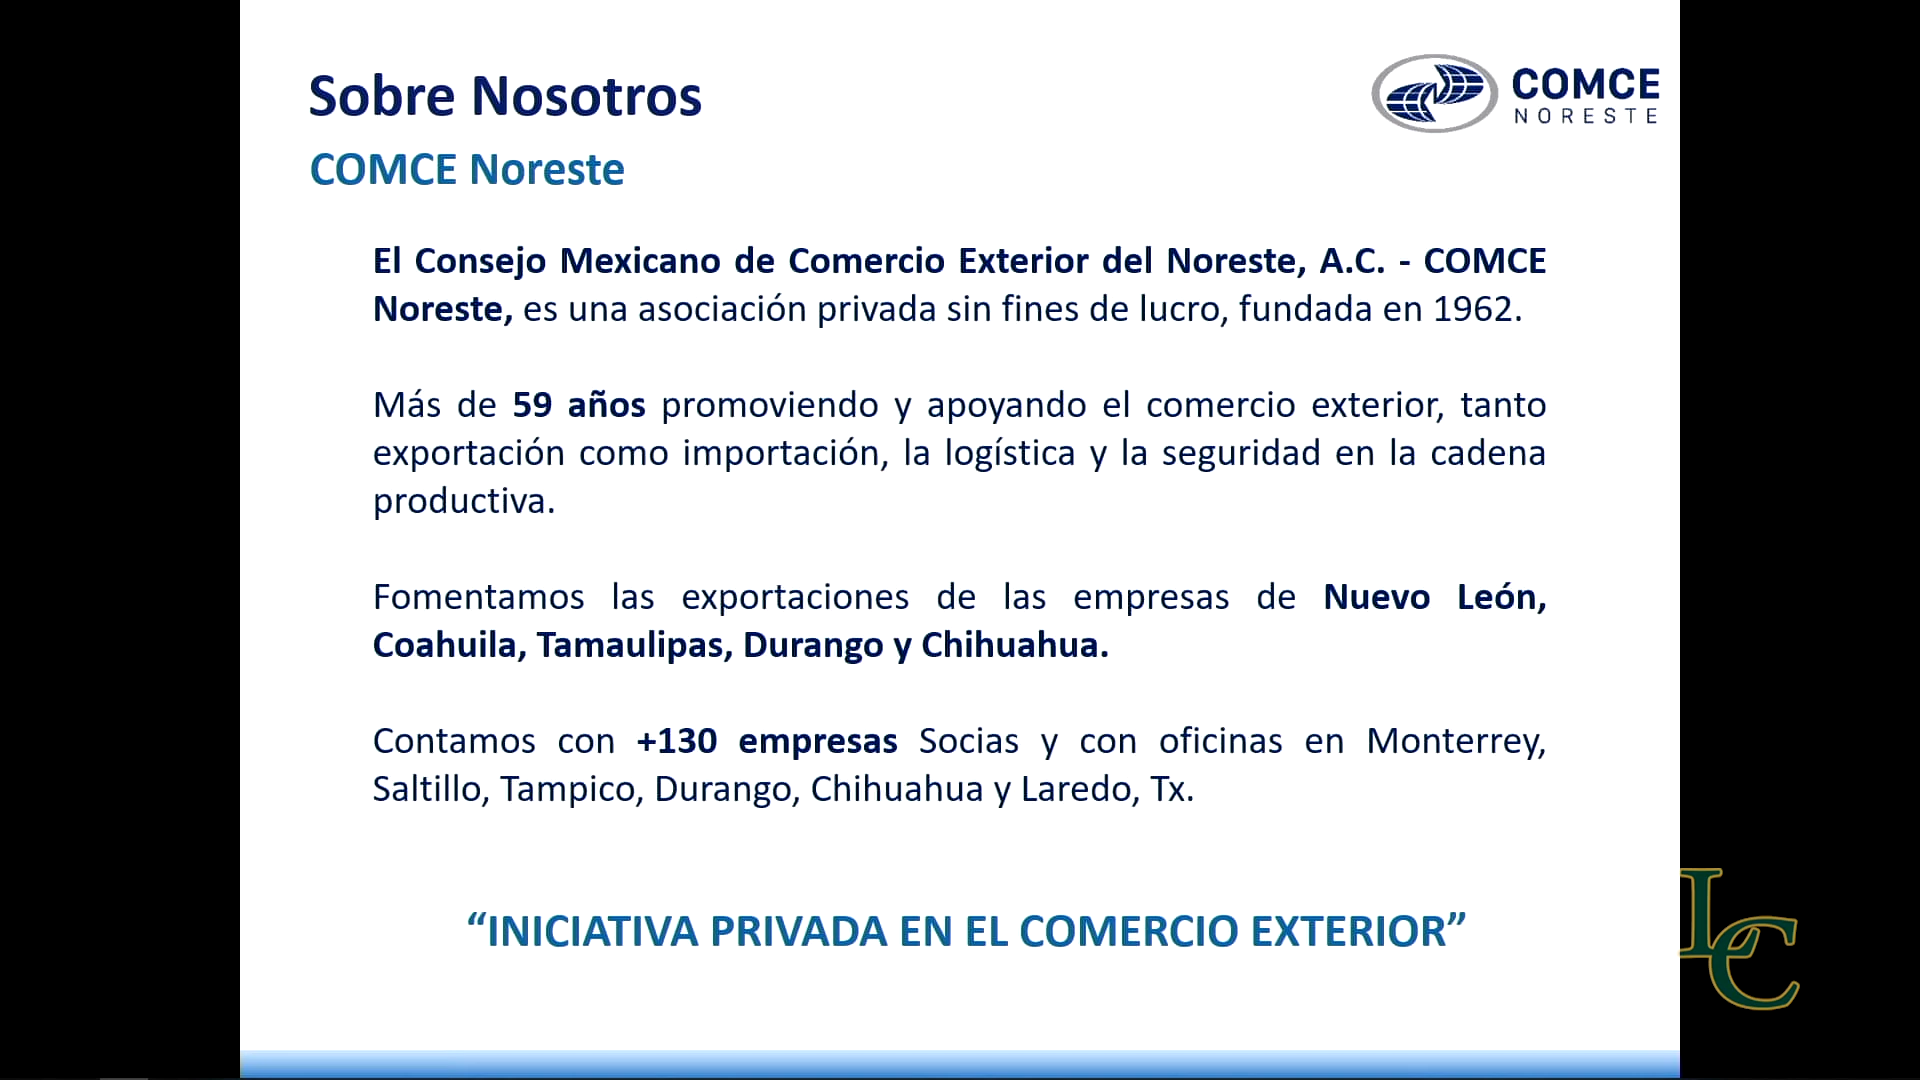 Sobre Nosotros
COMCE
NORESTE
COMCE Noreste
El Consejo Mexicano de Comercio Exterior del Noreste, A.C. - COMCE
Noreste, es una asociación privada sin fines de lucro, fundada en 1962.
Más de 59 años promoviendo y apoyando el comercio exterior, tanto
exportación como importación, la logística y la seguridad en la cadena
productiva.
Fomentamos las exportaciones de las empresas de Nuevo León,
Coahuila, Tamaulipas, Durango y Chihuahua.
Contamos con +130 empresas Socias y con oficinas en Monterrey,
Saltillo, Tampico, Durango, Chihuahua y Laredo, Tx.
“INICIATIVA PRIVADA EN EL COMERCIO EXTERIOR”
LC